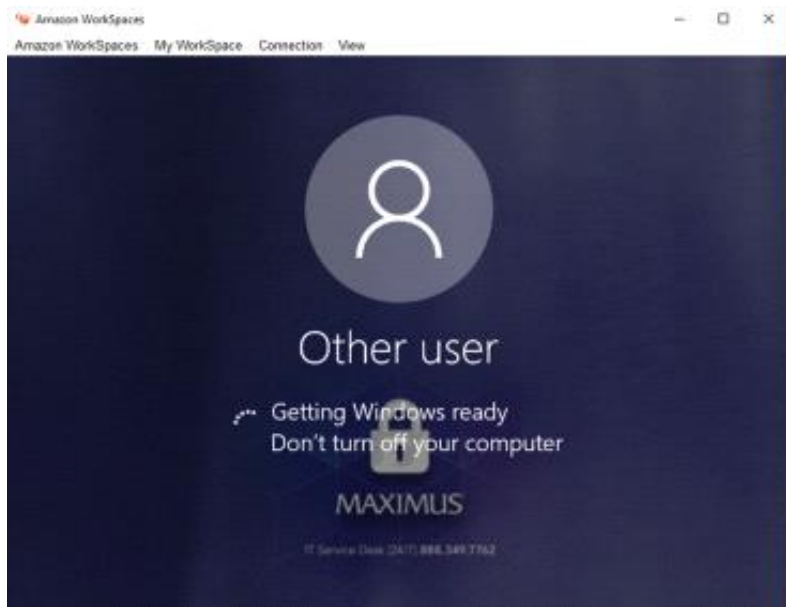 Amazon WorkSpaces
Amazon WorkSpaces My WorkSpace Connection View
Other user
Getting Windows ready
Don't turn off your computer
MAXIMUS
IT Service Desk (24/7) 888.349.7762